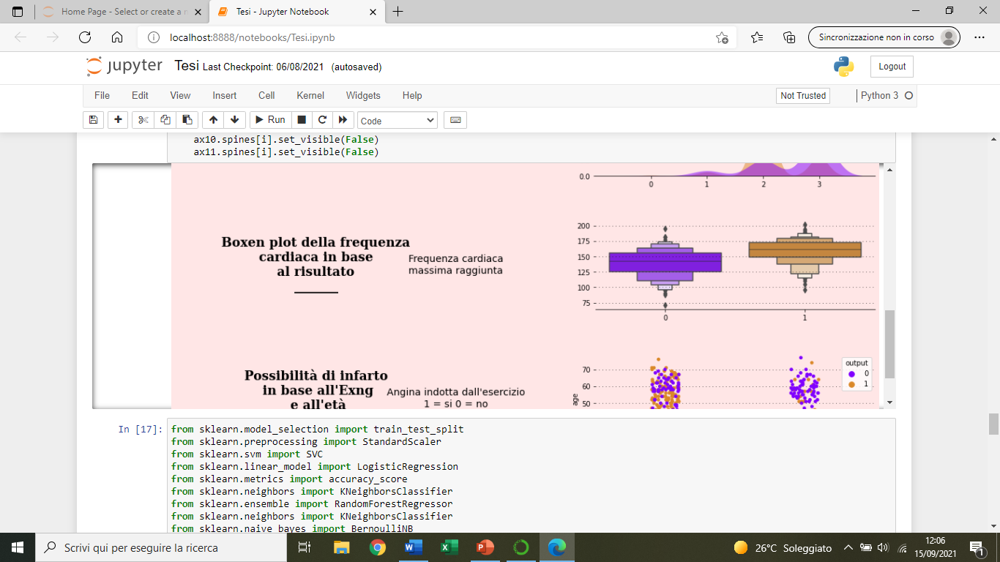 Home Page - Select or create a n
Tesi - Jupyter Notebook
localhost:8888/notebooks/Tesi.ipynb
Sincronizzazione non in corso
jupyter
Tesi Last Checkpoint: 06/08/2021 (autosaved)
Logout
File Edit View Insert Cell Kernel Widgets Help
Not Trusted
Python 3
Run
Code
ax10.spines[i].set_visible(False)
ax11.spines[i].set_visible(False)
0.0
0 1 2 3
Boxen plot della frequenza
cardiaca in base
al risultato
Frequenza cardiaca
massima raggiunta
200
175
150
125
100
75
0 1
Possibilità di infarto
in base all'Exng
e all'età
Angina indotta dall'esercizio
1 = si 0 = no
age
70
60
50
output
0
1
In [17]:
from sklearn.model_selection import train_test_split
from sklearn.preprocessing import StandardScaler
from sklearn.svm import SVC
from sklearn.linear_model import LogisticRegression
from sklearn.metrics import accuracy_score
from sklearn.neighbors import KNeighborsClassifier
from sklearn.ensemble import RandomForestRegressor
from sklearn.neighbors import KNeighborsClassifier
from sklearn.naive_bayes import BernoulliNB
Scrivi qui per eseguire la ricerca
26°C Soleggiato
12:06
15/09/2021
1